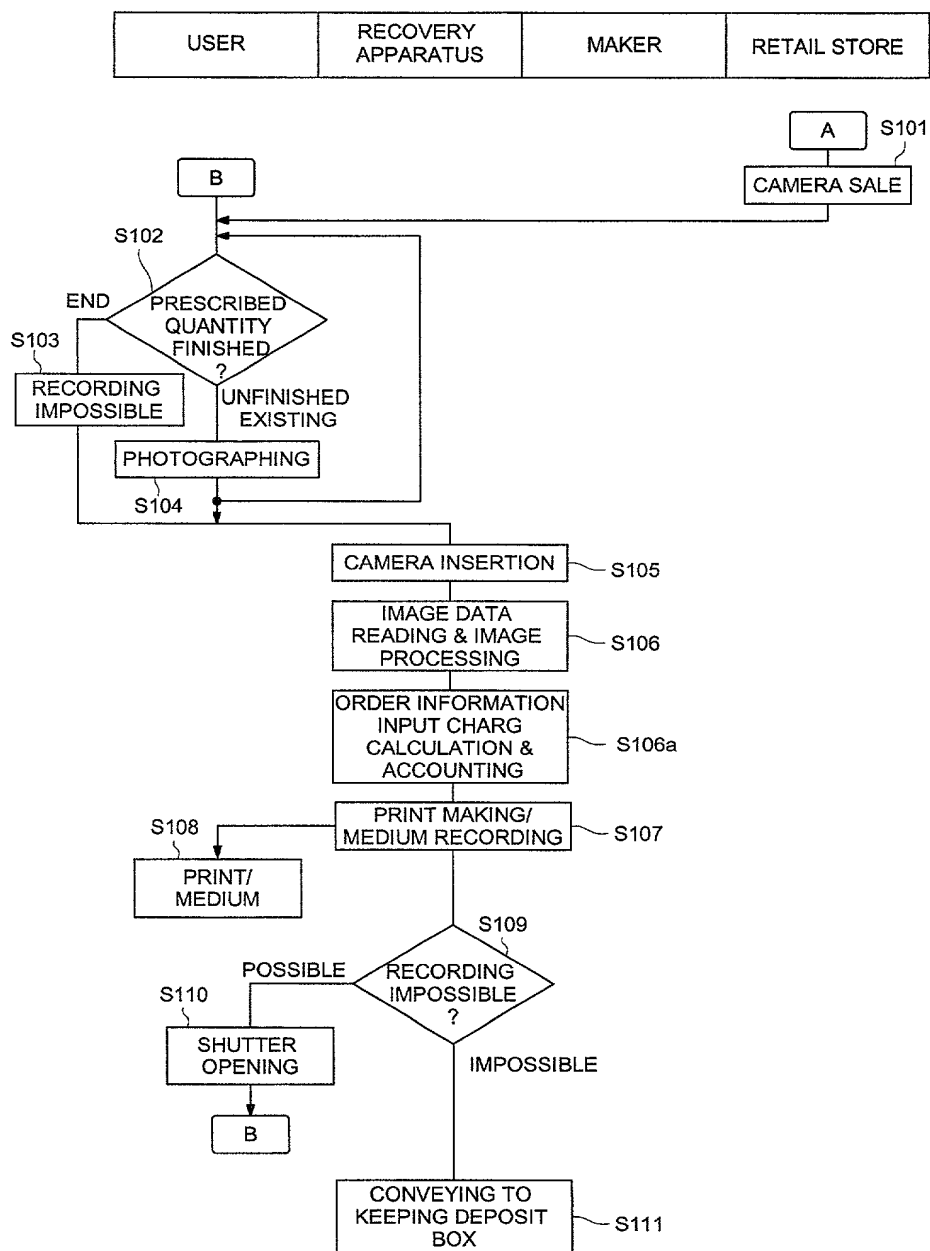 USER
RECOVERY
APPARATUS
MAKER
RETAIL STORE
A
S101
CAMERA SALE
B
S102
END
PRESCRIBED
QUANTITY
FINISHED
?
S103
RECORDING
IMPOSSIBLE
UNFINISHED
EXISTING
PHOTOGRAPHING
S104
CAMERA INSERTION
S105
IMAGE DATA
READING & IMAGE
PROCESSING
S106
ORDER INFORMATION
INPUT CHARG
CALCULATION &
ACCOUNTING
S106a
PRINT MAKING/
MEDIUM RECORDING
S107
S108
PRINT/
MEDIUM
S109
RECORDING
IMPOSSIBLE
?
POSSIBLE
S110
SHUTTER
OPENING
IMPOSSIBLE
B
CONVEYING TO
KEEPING DEPOSIT
BOX
S111